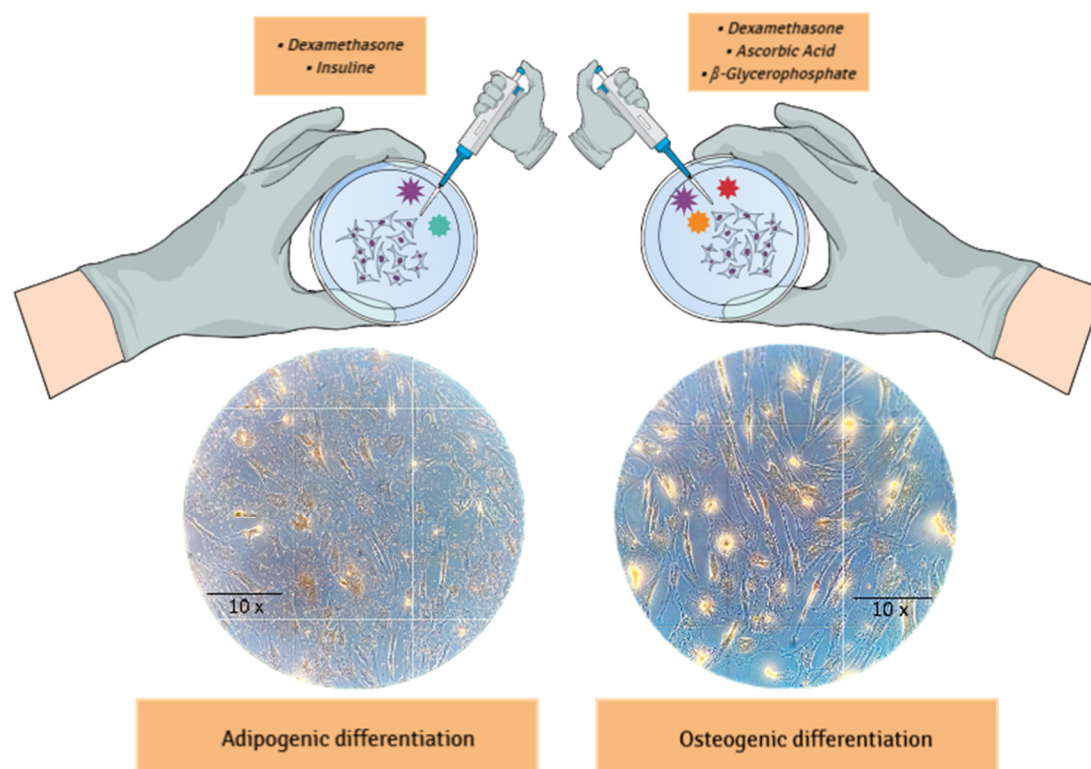 • Dexamethasone
• Insuline
• Dexamethasone
• Ascorbic Acid
• β-Glycerophosphate
10 x
10 x
Adipogenic differentiation
Osteogenic differentiation